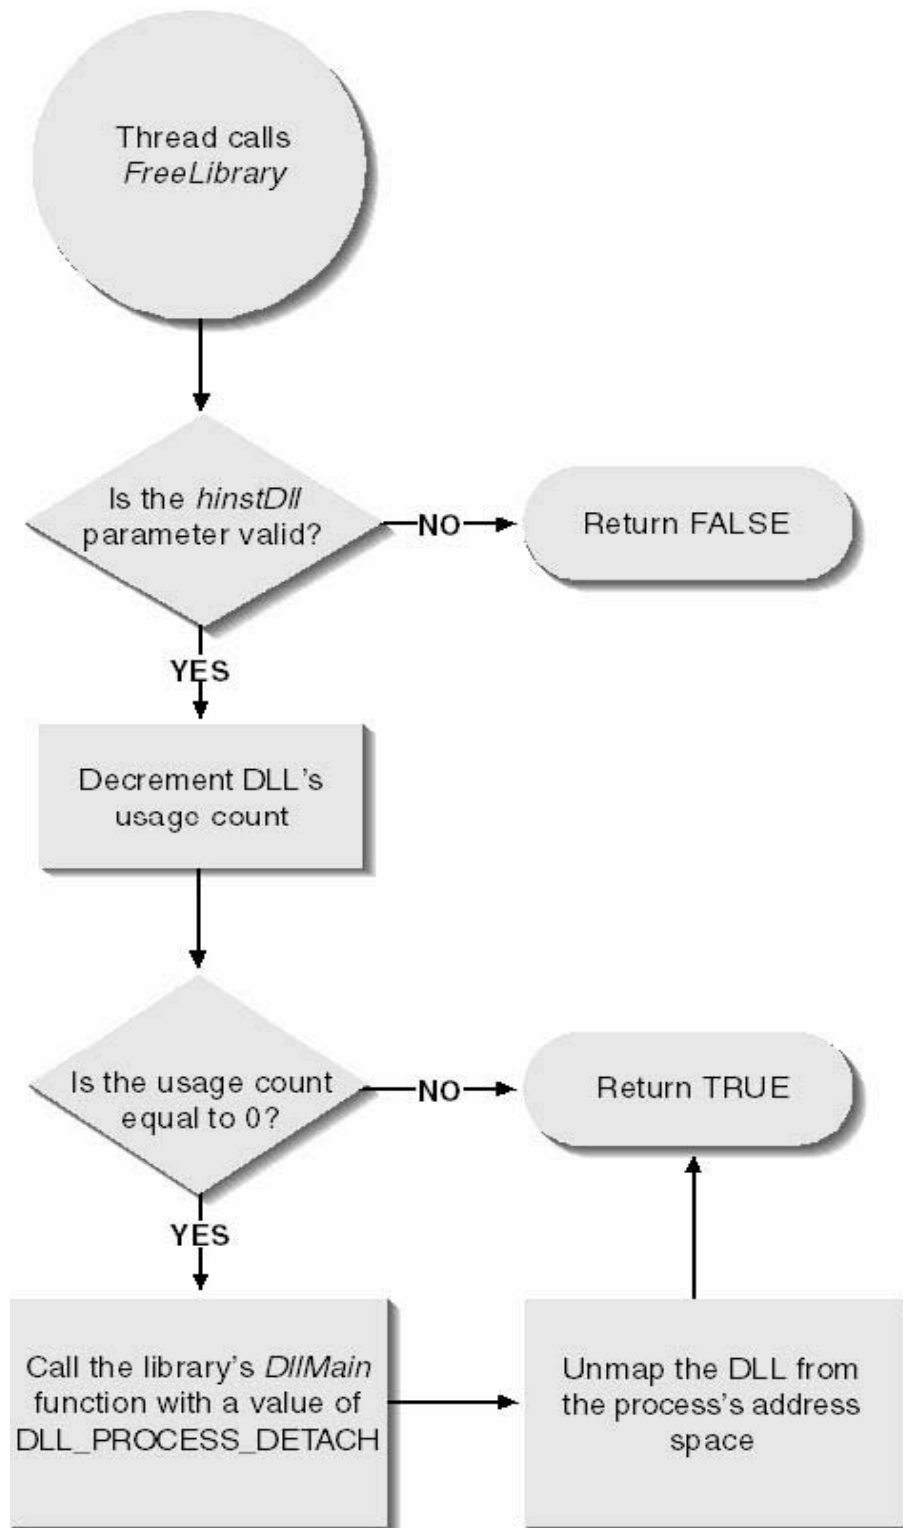 Thread calls
FreeLibrary
Is the hinstDll
parameter valid?
NO
Return FALSE
YES
Decrement DLL's
usage count
Is the usage count
equal to 0?
NO
Return TRUE
YES
Call the library's DllMain
function with a value of
DLL_PROCESS_DETACH
Unmap the DLL from
the process's address
space